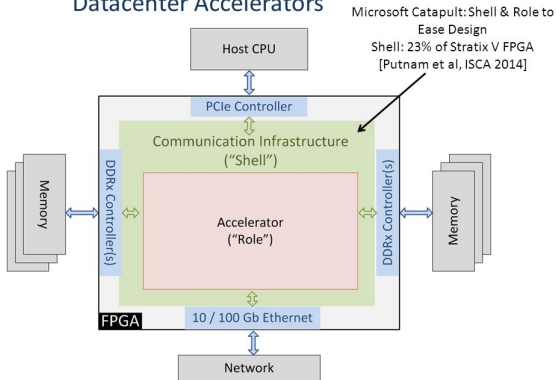 Datacenter Accelerators
Microsoft Catapult: Shell & Role to
Ease Design
Shell: 23% of Stratix V FPGA
[Putnam et al, ISCA 2014]
Host CPU
PCIe Controller
Communication Infrastructure
("Shell")
Memory
DDRx Controller(s)
Accelerator
("Role")
DDRx Controller(s)
Memory
FPGA
10 / 100 Gb Ethernet
Network